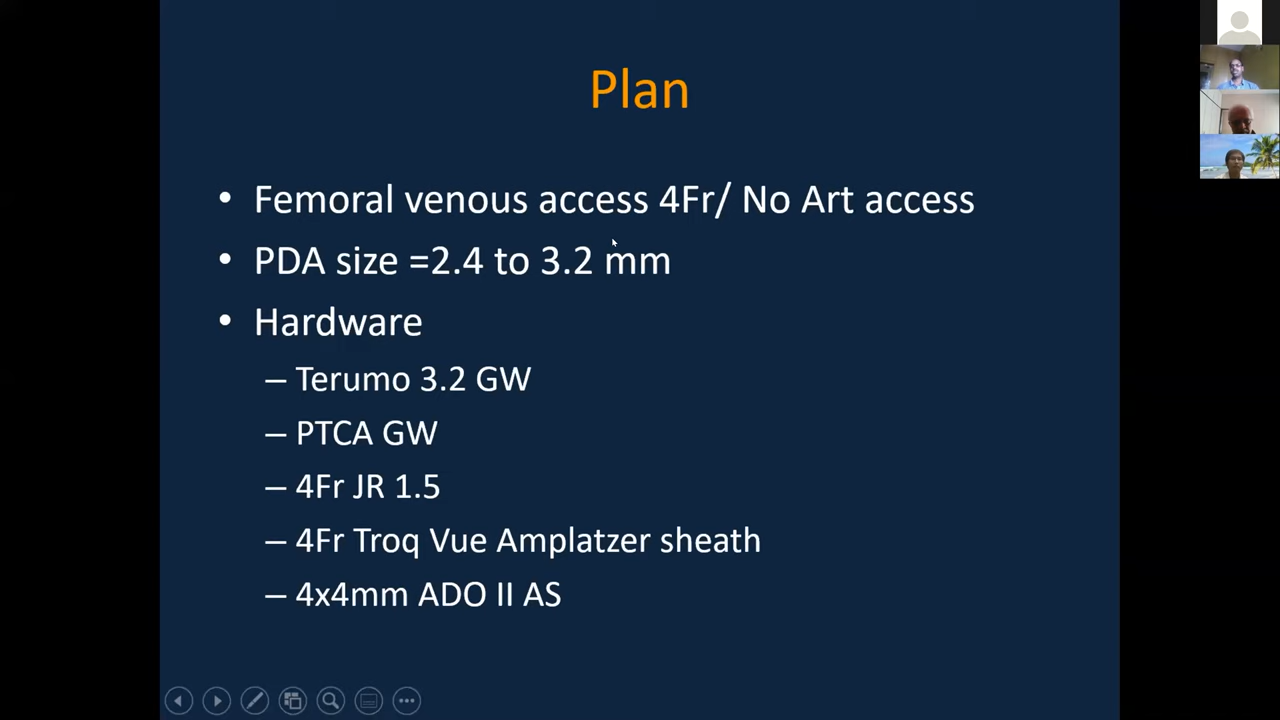 Plan
• Femoral venous access 4Fr/ No Art access
• PDA size =2.4 to 3.2 mm
• Hardware
– Terumo 3.2 GW
– PTCA GW
– 4Fr JR 1.5
– 4Fr Troq Vue Amplatzer sheath
– 4x4mm ADO II AS